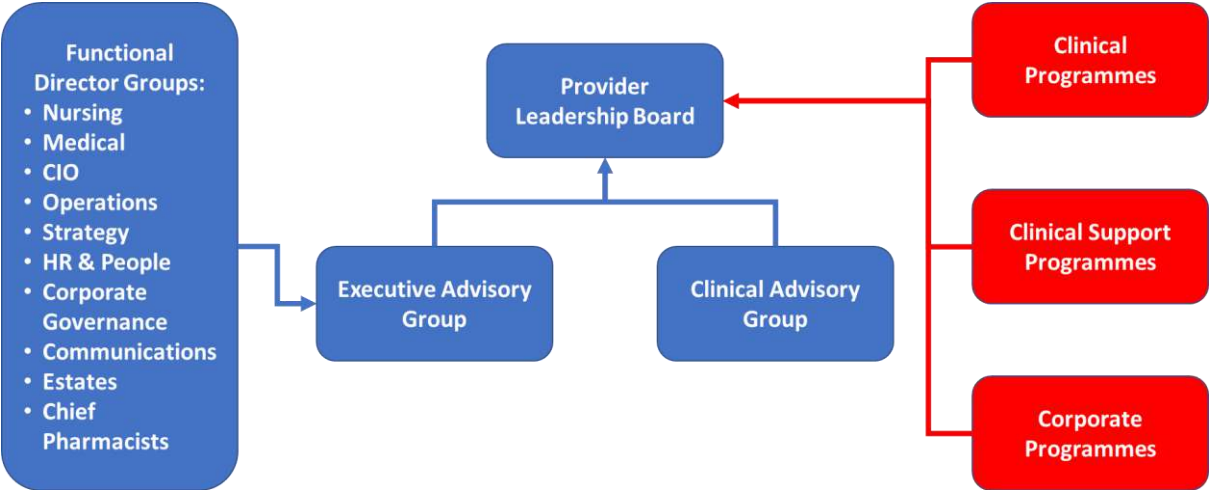 Functional
Director Groups:
• Nursing
• Medical
• CIO
• Operations
• Strategy
• HR & People
• Corporate
Governance
• Communications
• Estates
• Chief
Pharmacists
Provider
Leadership Board
Executive Advisory
Group
Clinical Advisory
Group
Clinical
Programmes
Clinical Support
Programmes
Corporate
Programmes